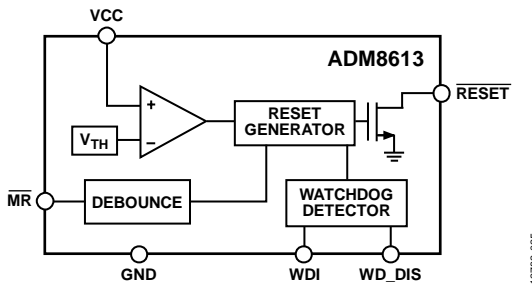 VCC
ADM8613
RESET
+
RESET
GENERATOR
VTH
−
MR
DEBOUNCE
WATCHDOG
DETECTOR
GND
WDI
WD_DIS